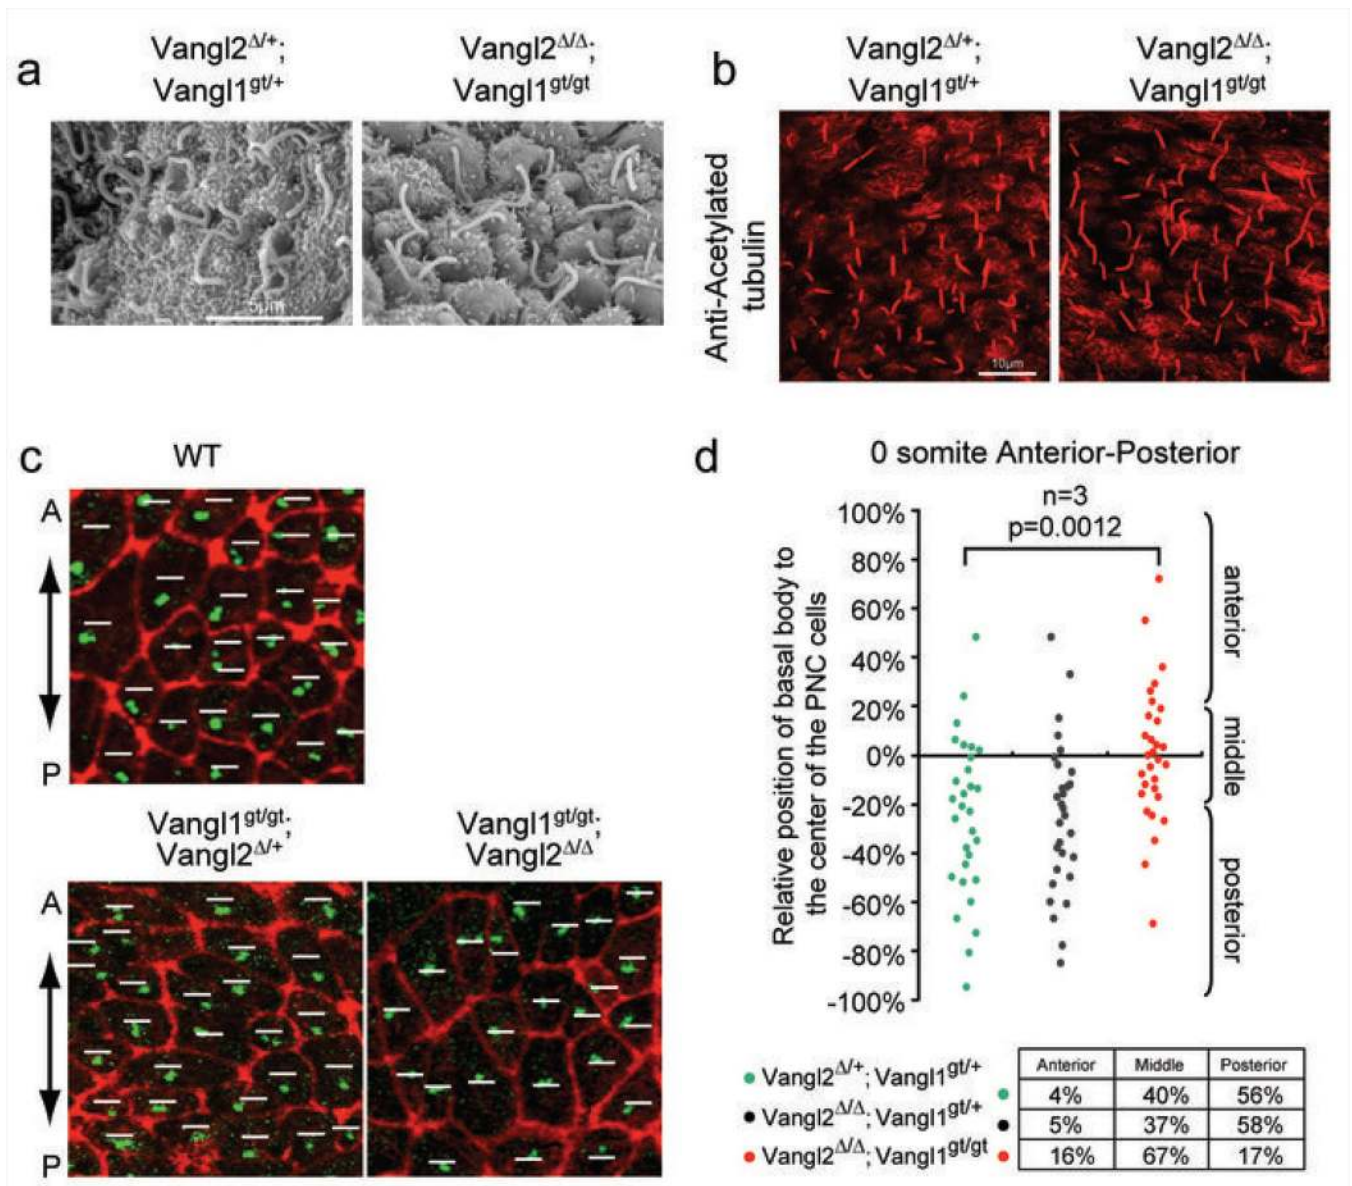 a
Vangl2Δ/+;
Vangl1gt/+
Vangl2Δ/Δ;
Vangl1gt/gt
5μm
b
Vangl2Δ/+;
Vangl1gt/+
Vangl2Δ/Δ;
Vangl1gt/gt
Anti-Acetylated
tubulin
10μm
c
WT
A
P
Vangl1gt/gt;
Vangl2Δ/+
Vangl1gt/gt;
Vangl2Δ/Δ
A
P
d
0 somite Anterior-Posterior
n=3
p=0.0012
Relative position of basal body to
the center of the PNC cells
100%
80%
60%
40%
20%
0%
-20%
-40%
-60%
-80%
-100%
anterior
middle
posterior
Vangl2Δ/+; Vangl1gt/+
Vangl2Δ/Δ; Vangl1gt/+
Vangl2Δ/Δ; Vangl1gt/gt
Anterior Middle Posterior
4% 40% 56%
5% 37% 58%
16% 67% 17%